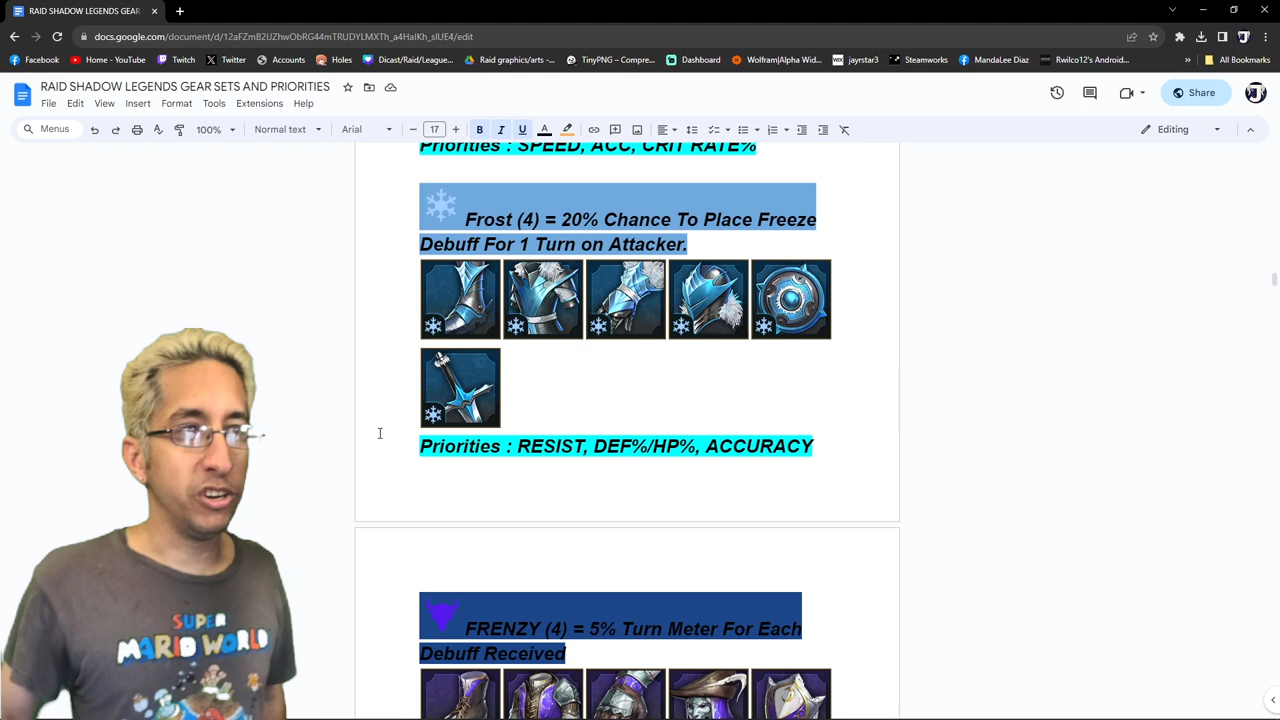 RAID SHADOW LEGENDS GEAR
docs.google.com/document/d/12aFZmB2IJZhwObRG44mTRUDYLMXTh_a4HaIKh_sIUE4/edit
Facebook Home - YouTube Twitch Twitter Accounts Holes Dicast/Raid/Leagu... Raid graphics/arts -... TinyPNG – Compre... Dashboard Wolfram|Alpha Wid... jayrstar3 Steamworks MandaLee Diaz Rwilco12's Android... » All Bookmarks
RAID SHADOW LEGENDS GEAR SETS AND PRIORITIES
File Edit View Insert Format Tools Extensions Help
Share
Menus 100% Normal text Arial − 17 + B I U A Editing
Priorities : SPEED, ACC, CRIT RATE%
Frost (4) = 20% Chance To Place Freeze
Debuff For 1 Turn on Attacker.
Priorities : RESIST, DEF%/HP%, ACCURACY
FRENZY (4) = 5% Turn Meter For Each
Debuff Received
SUPER
MARIO WORLD